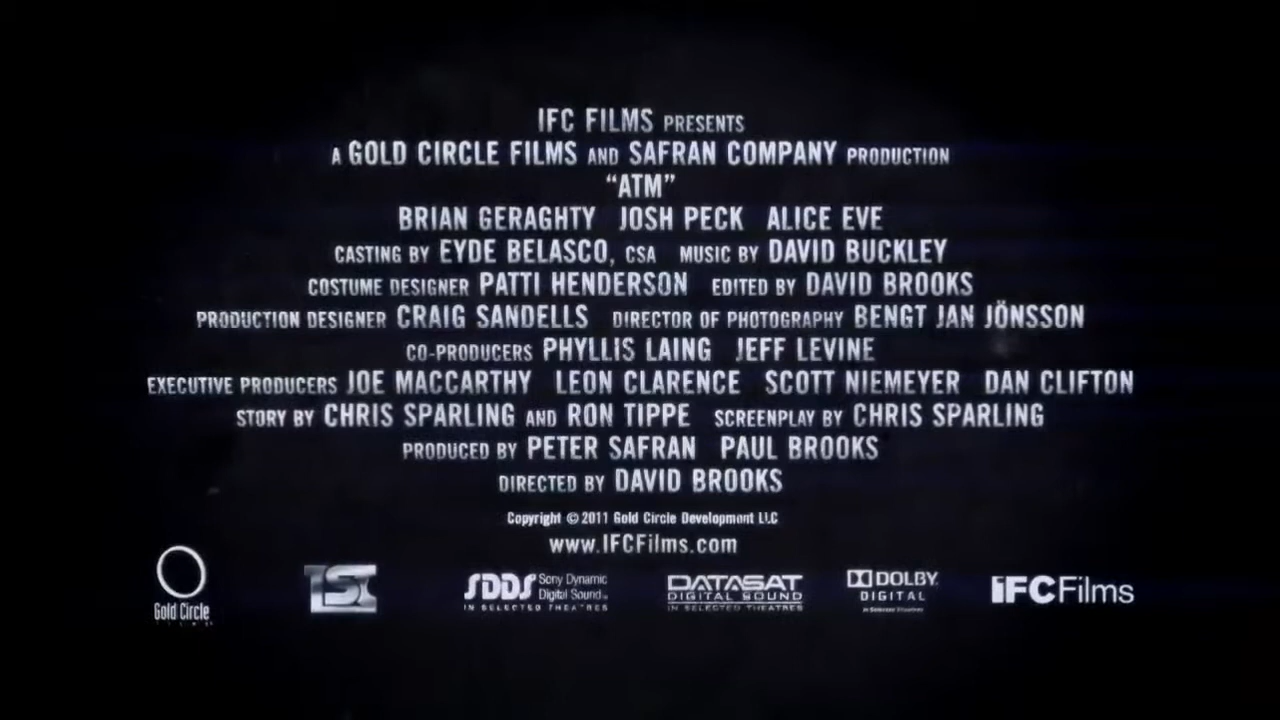 IFC FILMS PRESENTS
A GOLD CIRCLE FILMS AND SAFRAN COMPANY PRODUCTION
“ATM”
BRIAN GERAGHTY JOSH PECK ALICE EVE
CASTING BY EYDE BELASCO, CSA MUSIC BY DAVID BUCKLEY
COSTUME DESIGNER PATTI HENDERSON EDITED BY DAVID BROOKS
PRODUCTION DESIGNER CRAIG SANDELLS DIRECTOR OF PHOTOGRAPHY BENGT JAN JÖNSSON
CO-PRODUCERS PHYLLIS LAING JEFF LEVINE
EXECUTIVE PRODUCERS JOE MACCARTHY LEON CLARENCE SCOTT NIEMEYER DAN CLIFTON
STORY BY CHRIS SPARLING AND RON TIPPE SCREENPLAY BY CHRIS SPARLING
PRODUCED BY PETER SAFRAN PAUL BROOKS
DIRECTED BY DAVID BROOKS
Copyright © 2011 Gold Circle Development LLC
www.IFCFilms.com
Gold Circle
SDDS Sony Dynamic Digital Sound
IN SELECTED THEATRES
DATASAT
DIGITAL SOUND
IN SELECTED THEATRES
DOLBY
DIGITAL
In Selected Theatres
IFC Films